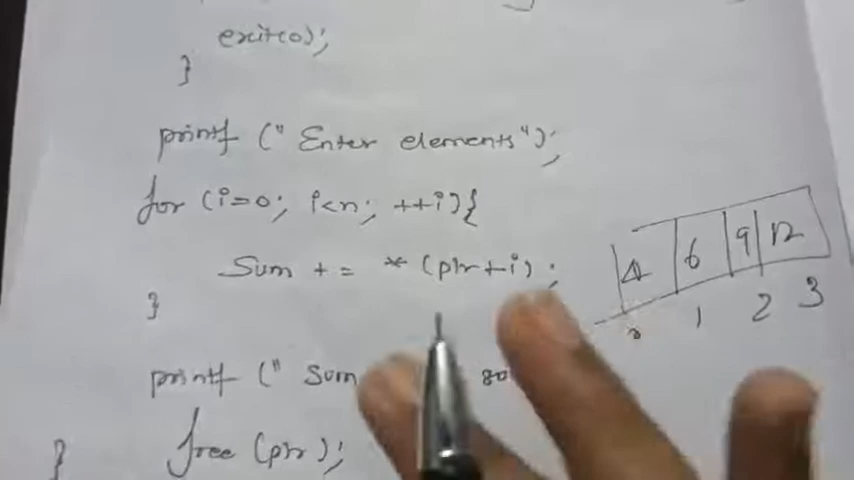 exit(0);
}
printf (" Enter elements");
for (i=0; i<n; ++i){
Sum += *(ptr+i);
4 6 9 12
1 2 3
}
printf (" Sum
free (ptr);
}